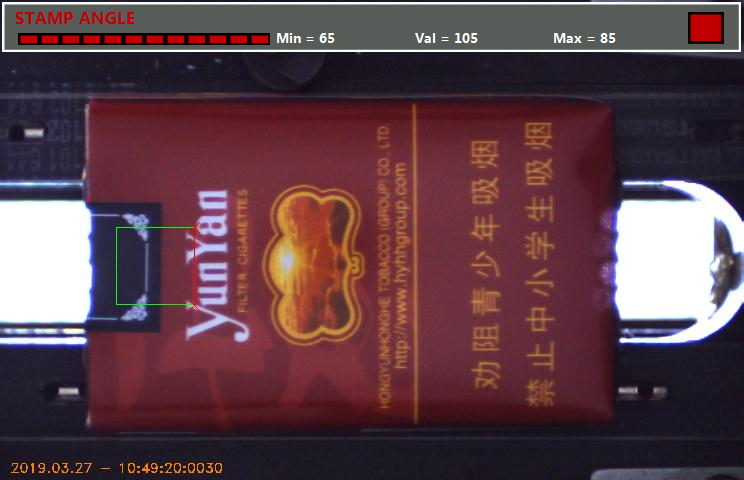 STAMP ANGLE
Min = 65
Val = 105
Max = 85
yunYan
FILTER CIGARETTES
HONGYUNHONGHE TOBACCO (GROUP) CO., LTD.
http://www.hyhhgroup.com
劝阻青少年吸烟
禁止中小学生吸烟
2019.03.27 - 10:49:20:0030